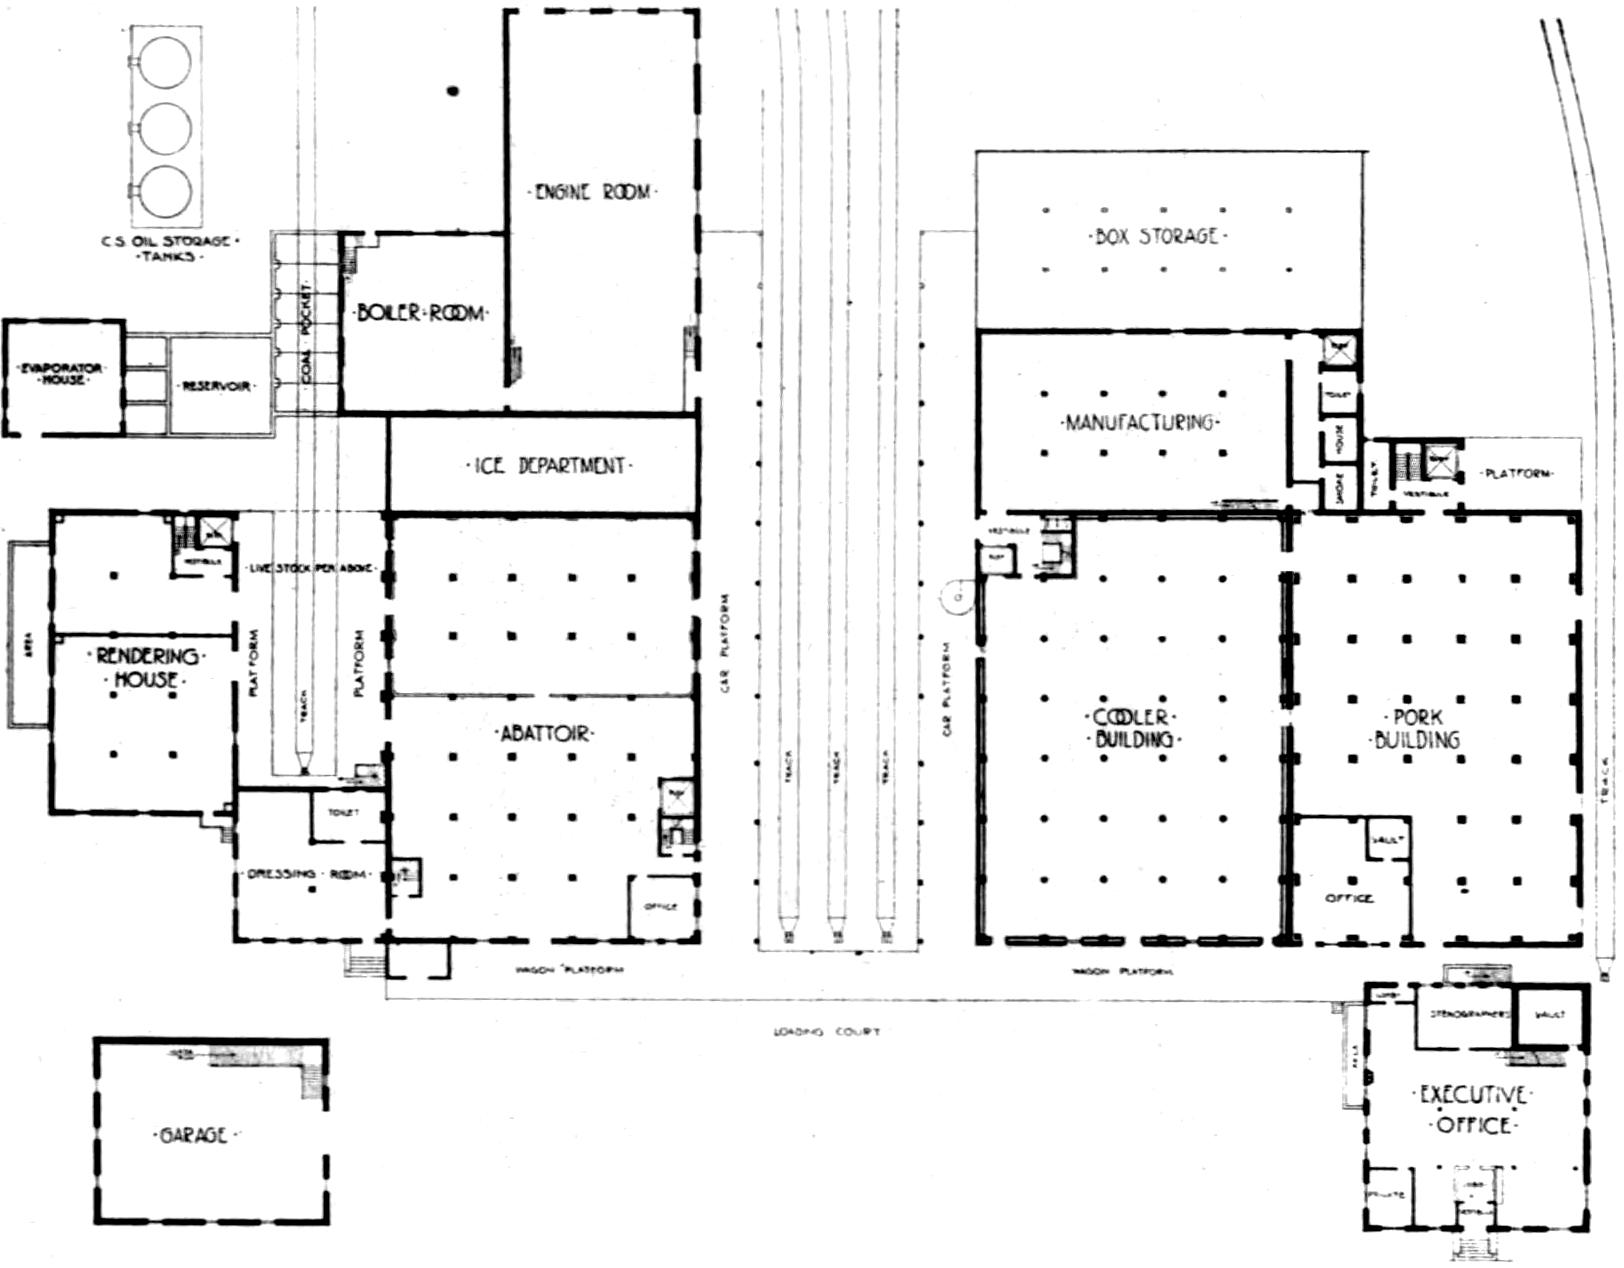 C.S. OIL STORAGE ·
· TANKS ·
· ENGINE ROOM ·
· BOX STORAGE ·
· BOILER · ROOM ·
COAL · POCKET
· EVAPORATOR ·
· HOUSE ·
· RESERVOIR ·
· ICE DEPARTMENT ·
· MANUFACTURING ·
TOILET
SMOKE HOUSE
TOILET
VESTIBULE
· PLATFORM ·
VESTIBULE
· LIVE STOCK PEN ABOVE ·
VESTIBULE
AREA
· RENDERING ·
· HOUSE ·
PLATFORM
PLATFORM
TRACK
· ABATTOIR ·
CAR PLATFORM
TRACK
TRACK
TRACK
CAR PLATFORM
· COOLER ·
· BUILDING ·
· PORK
· BUILDING
TRACK
TOILET
· DRESSING · ROOM ·
OFFICE
VAULT
OFFICE
WAGON PLATFORM
WAGON PLATFORM
LOADING COURT
LOBBY
STENOGRAPHERS
VAULT
· EXECUTIVE ·
· OFFICE ·
PRIVATE
· GARAGE ·